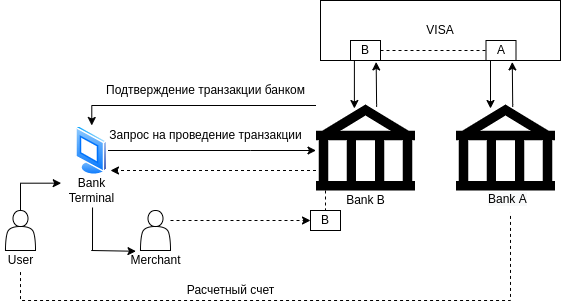 VISA
B
A
Подтверждение транзакции банком
Запрос на проведение транзакции
Bank
Terminal
Bank B
Bank A
B
User
Merchant
Расчетный счет